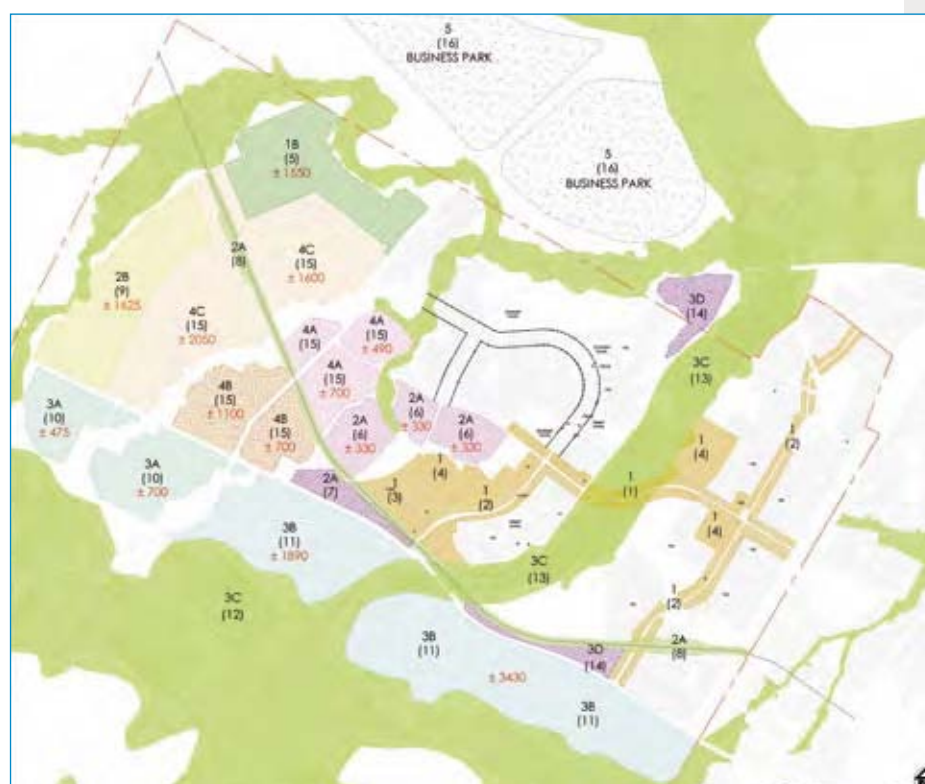 5
(16)
BUSINESS PARK
5
(16)
BUSINESS PARK
1B
(5)
± 1550
2A
(8)
4C
(15)
± 1600
2B
(9)
± 1625
4C
(15)
± 2050
3D
(14)
4A
(15)
4A
(15)
± 490
4A
(15)
± 700
3C
(13)
4B
(15)
± 1100
3A
(10)
± 475
4B
(15)
± 700
2A
(6)
± 330
2A
(6)
± 330
2A
(6)
± 320
1
(4)
1
(2)
3A
(10)
± 700
1
(4)
2A
(7)
1
(3)
1
(2)
1
(1)
1
(4)
3B
(11)
± 1890
3C
(13)
3C
(12)
1
(2)
3B
(11)
2A
(8)
3D
(14)
± 3430
3B
(11)